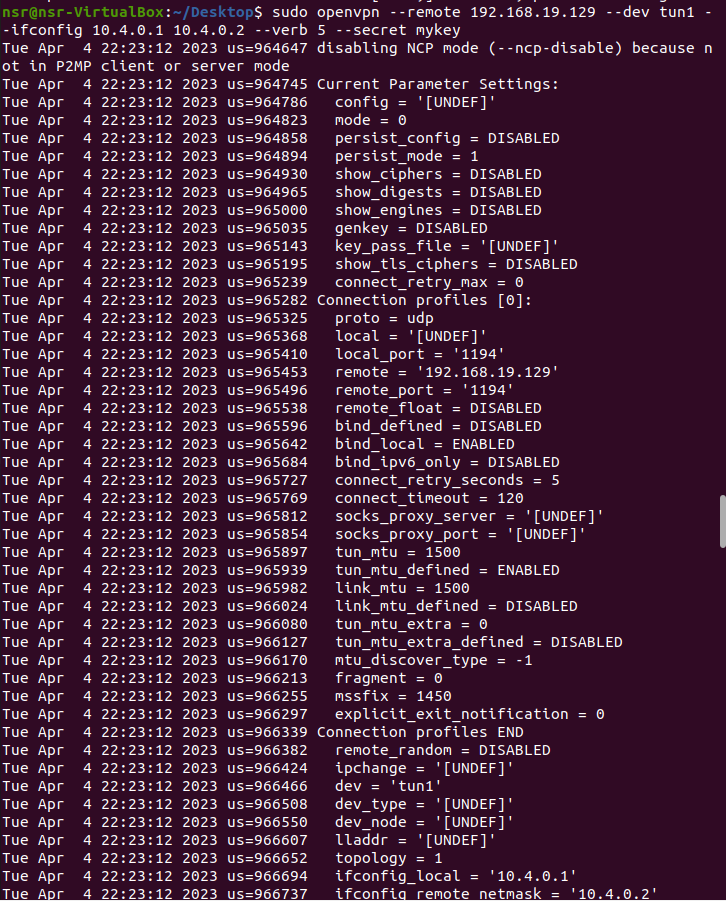 nsr@nsr-VirtualBox:~/Desktop$ sudo openvpn --remote 192.168.19.129 --dev tun1 -
-ifconfig 10.4.0.1 10.4.0.2 --verb 5 --secret mykey
Tue Apr  4 22:23:12 2023 us=964647 disabling NCP mode (--ncp-disable) because n
ot in P2MP client or server mode
Tue Apr  4 22:23:12 2023 us=964745 Current Parameter Settings:
Tue Apr  4 22:23:12 2023 us=964786   config = '[UNDEF]'
Tue Apr  4 22:23:12 2023 us=964823   mode = 0
Tue Apr  4 22:23:12 2023 us=964858   persist_config = DISABLED
Tue Apr  4 22:23:12 2023 us=964894   persist_mode = 1
Tue Apr  4 22:23:12 2023 us=964930   show_ciphers = DISABLED
Tue Apr  4 22:23:12 2023 us=964965   show_digests = DISABLED
Tue Apr  4 22:23:12 2023 us=965000   show_engines = DISABLED
Tue Apr  4 22:23:12 2023 us=965035   genkey = DISABLED
Tue Apr  4 22:23:12 2023 us=965143   key_pass_file = '[UNDEF]'
Tue Apr  4 22:23:12 2023 us=965195   show_tls_ciphers = DISABLED
Tue Apr  4 22:23:12 2023 us=965239   connect_retry_max = 0
Tue Apr  4 22:23:12 2023 us=965282 Connection profiles [0]:
Tue Apr  4 22:23:12 2023 us=965325   proto = udp
Tue Apr  4 22:23:12 2023 us=965368   local = '[UNDEF]'
Tue Apr  4 22:23:12 2023 us=965410   local_port = '1194'
Tue Apr  4 22:23:12 2023 us=965453   remote = '192.168.19.129'
Tue Apr  4 22:23:12 2023 us=965496   remote_port = '1194'
Tue Apr  4 22:23:12 2023 us=965538   remote_float = DISABLED
Tue Apr  4 22:23:12 2023 us=965596   bind_defined = DISABLED
Tue Apr  4 22:23:12 2023 us=965642   bind_local = ENABLED
Tue Apr  4 22:23:12 2023 us=965684   bind_ipv6_only = DISABLED
Tue Apr  4 22:23:12 2023 us=965727   connect_retry_seconds = 5
Tue Apr  4 22:23:12 2023 us=965769   connect_timeout = 120
Tue Apr  4 22:23:12 2023 us=965812   socks_proxy_server = '[UNDEF]'
Tue Apr  4 22:23:12 2023 us=965854   socks_proxy_port = '[UNDEF]'
Tue Apr  4 22:23:12 2023 us=965897   tun_mtu = 1500
Tue Apr  4 22:23:12 2023 us=965939   tun_mtu_defined = ENABLED
Tue Apr  4 22:23:12 2023 us=965982   link_mtu = 1500
Tue Apr  4 22:23:12 2023 us=966024   link_mtu_defined = DISABLED
Tue Apr  4 22:23:12 2023 us=966080   tun_mtu_extra = 0
Tue Apr  4 22:23:12 2023 us=966127   tun_mtu_extra_defined = DISABLED
Tue Apr  4 22:23:12 2023 us=966170   mtu_discover_type = -1
Tue Apr  4 22:23:12 2023 us=966213   fragment = 0
Tue Apr  4 22:23:12 2023 us=966255   mssfix = 1450
Tue Apr  4 22:23:12 2023 us=966297   explicit_exit_notification = 0
Tue Apr  4 22:23:12 2023 us=966339 Connection profiles END
Tue Apr  4 22:23:12 2023 us=966382   remote_random = DISABLED
Tue Apr  4 22:23:12 2023 us=966424   ipchange = '[UNDEF]'
Tue Apr  4 22:23:12 2023 us=966466   dev = 'tun1'
Tue Apr  4 22:23:12 2023 us=966508   dev_type = '[UNDEF]'
Tue Apr  4 22:23:12 2023 us=966550   dev_node = '[UNDEF]'
Tue Apr  4 22:23:12 2023 us=966607   lladdr = '[UNDEF]'
Tue Apr  4 22:23:12 2023 us=966652   topology = 1
Tue Apr  4 22:23:12 2023 us=966694   ifconfig_local = '10.4.0.1'
Tue Apr  4 22:23:12 2023 us=966737   ifconfig_remote_netmask = '10.4.0.2'